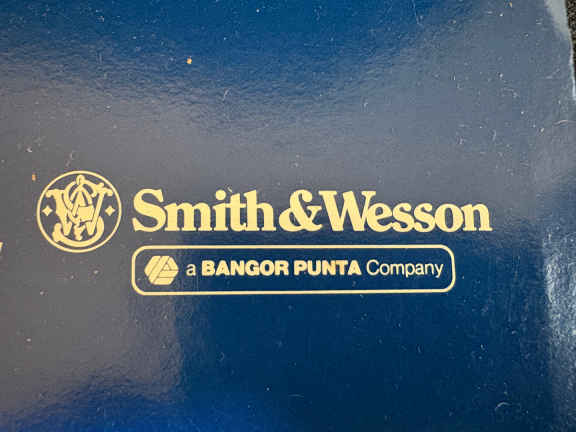 Smith & Wesson
a BANGOR PUNTA Company